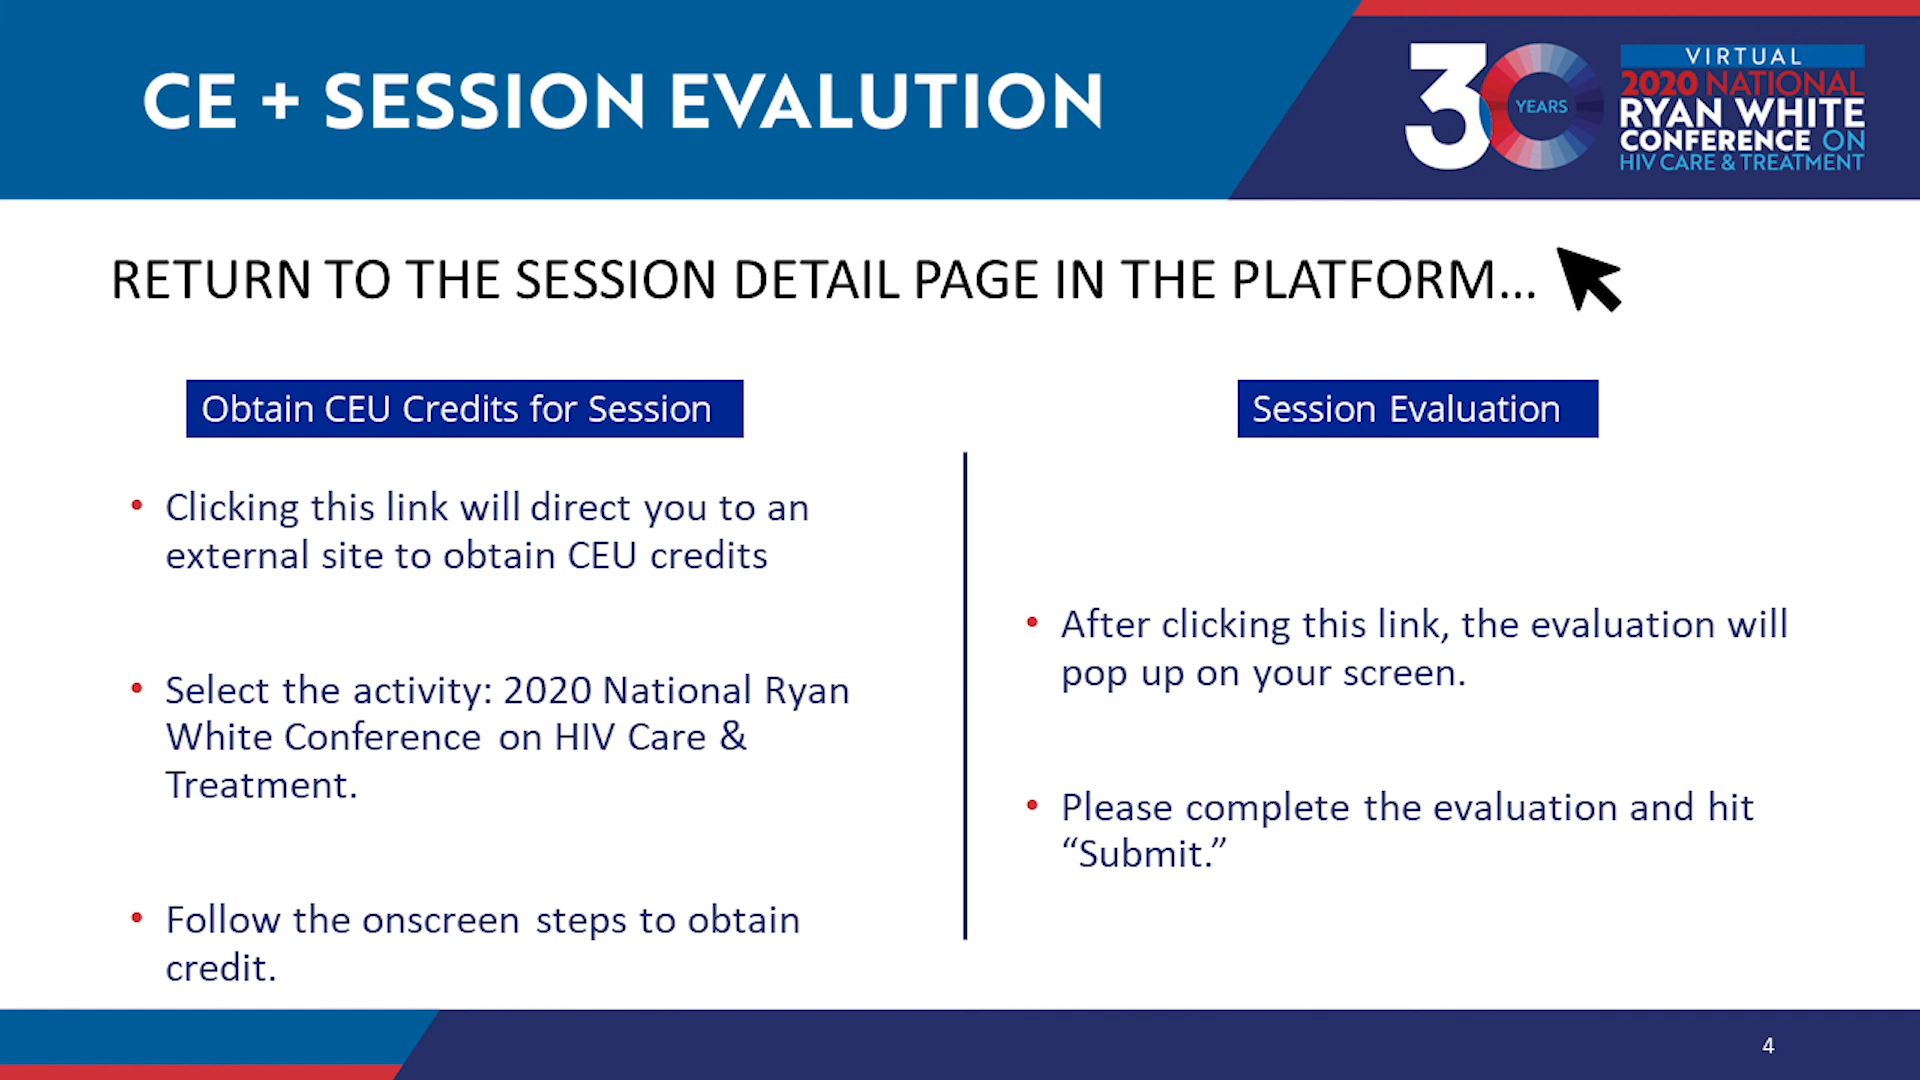 CE + SESSION EVALUTION
30
YEARS
VIRTUAL
2020 NATIONAL
RYAN WHITE
CONFERENCE ON
HIV CARE & TREATMENT
RETURN TO THE SESSION DETAIL PAGE IN THE PLATFORM...
Obtain CEU Credits for Session
• Clicking this link will direct you to an
external site to obtain CEU credits
• Select the activity: 2020 National Ryan
White Conference on HIV Care &
Treatment.
• Follow the onscreen steps to obtain
credit.
Session Evaluation
• After clicking this link, the evaluation will
pop up on your screen.
• Please complete the evaluation and hit
“Submit.”
4